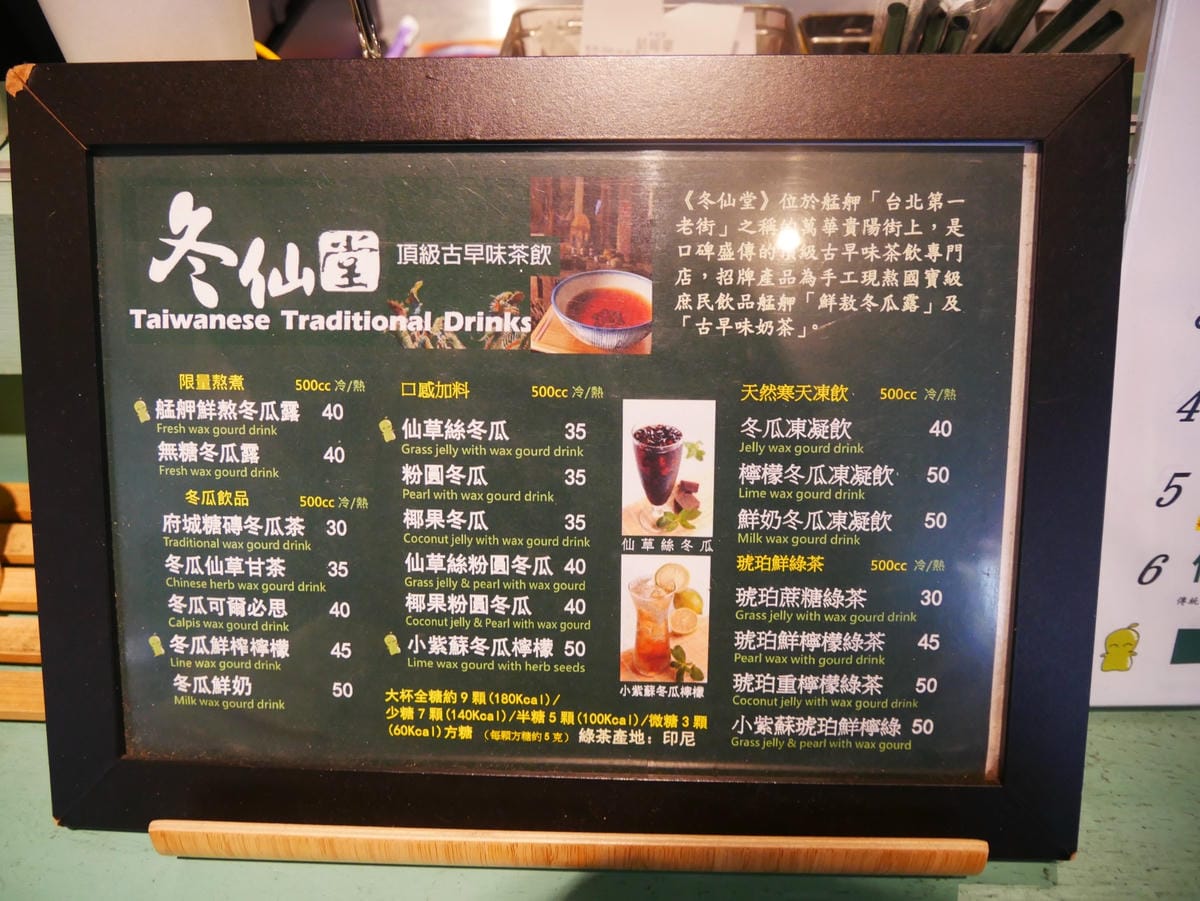 冬仙堂
頂級古早味茶飲
Taiwanese Traditional Drinks
《冬仙堂》位於艋舺「台北第一
老街」之稱的萬華貴陽街上，是
口碑盛傳的頂級古早味茶飲專門
店，招牌產品為手工現熬國寶級
庶民飲品艋舺「鮮熬冬瓜露」及
「古早味奶茶」。
限量熬煮 500cc 冷/熱
艋舺鮮熬冬瓜露 40
Fresh wax gourd drink
無糖冬瓜露 40
Fresh wax gourd drink
冬瓜飲品 500cc 冷/熱
府城糖磚冬瓜茶 30
Traditional wax gourd drink
冬瓜仙草甘茶 35
Chinese herb wax gourd drink
冬瓜可爾必思 40
Calpis wax gourd drink
冬瓜鮮榨檸檬 45
Line wax gourd drink
冬瓜鮮奶 50
Milk wax gourd drink
口感加料 500cc 冷/熱
仙草絲冬瓜 35
Grass jelly with wax gourd drink
粉圓冬瓜 35
Pearl with wax gourd drink
椰果冬瓜 35
Coconut jelly with wax gourd drink
仙草絲粉圓冬瓜 40
Grass jelly & pearl with wax gourd
椰果粉圓冬瓜 40
Coconut jelly & Pearl with wax gourd
小紫蘇冬瓜檸檬 50
Lime wax gourd with herb seeds
大杯全糖約9顆(180Kcal)/
少糖7顆(140Kcal)/半糖5顆(100Kcal)/微糖3顆
(60Kcal)方糖 （每顆方糖約5克） 綠茶產地：印尼
仙草絲冬瓜
小紫蘇冬瓜檸檬
天然寒天凍飲 500cc 冷/熱
冬瓜凍凝飲 40
Jelly wax gourd drink
檸檬冬瓜凍凝飲 50
Lime wax gourd drink
鮮奶冬瓜凍凝飲 50
Milk wax gourd drink
琥珀鮮綠茶 500cc 冷/熱
琥珀蔗糖綠茶 30
Grass jelly with wax gourd drink
琥珀鮮檸檬綠茶 45
Pearl wax with gourd drink
琥珀重檸檬綠茶 50
Coconut jelly with wax gourd drink
小紫蘇琥珀鮮檸綠 50
Grass jelly & pearl with wax gourd
4
5
6
傳統